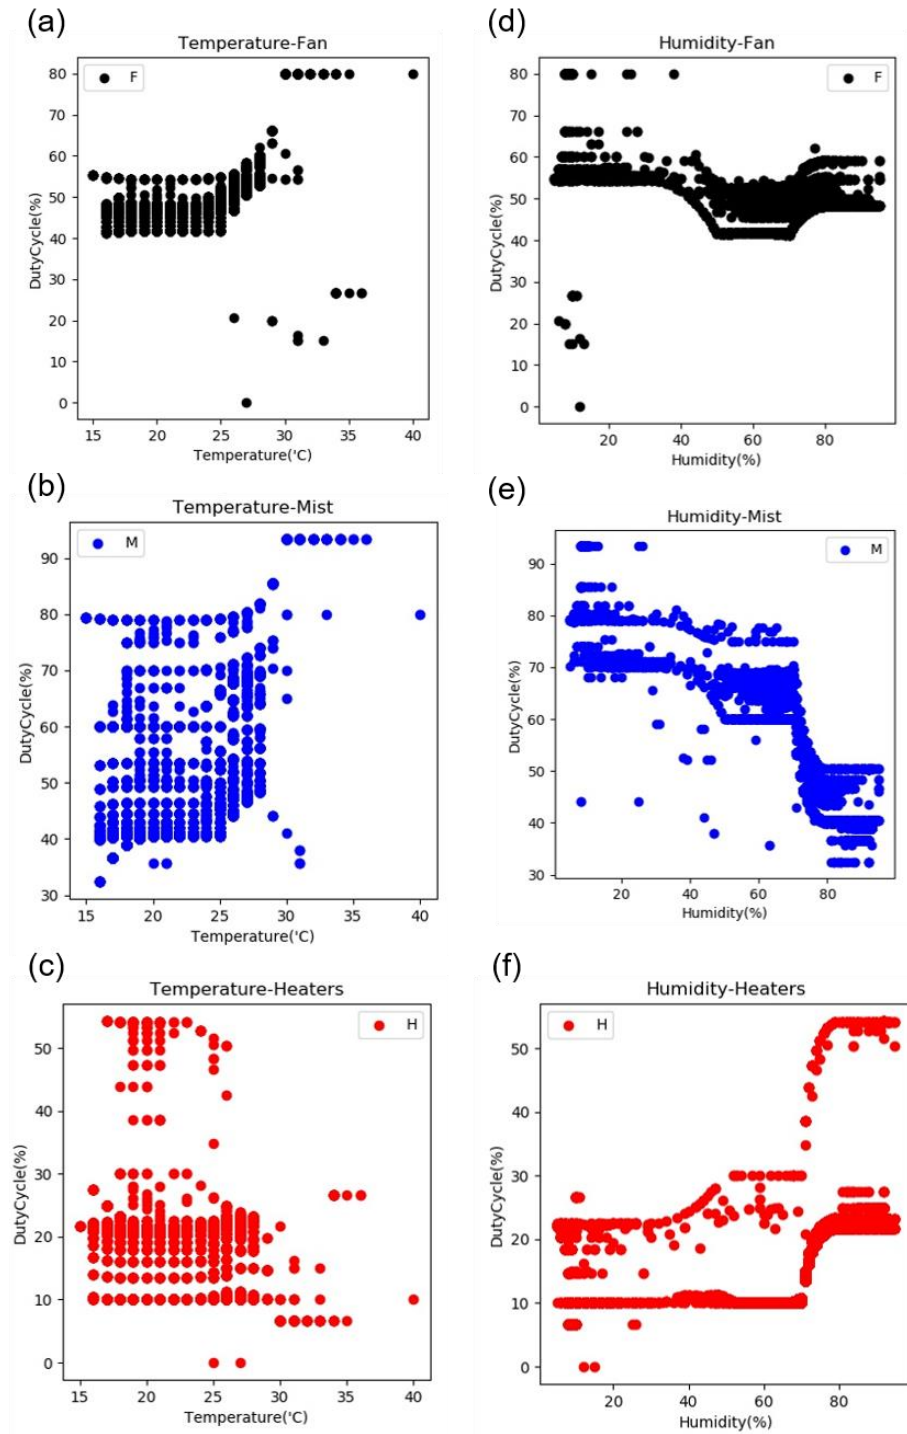 (a)
Temperature-Fan
F
DutyCycle(%)
80
70
60
50
40
30
20
10
0
15 20 25 30 35 40
Temperature('C)
(d)
Humidity-Fan
F
DutyCycle(%)
80
70
60
50
40
30
20
10
0
20 40 60 80
Humidity(%)
(b)
Temperature-Mist
M
DutyCycle(%)
90
80
70
60
50
40
30
15 20 25 30 35 40
Temperature('C)
(e)
Humidity-Mist
M
DutyCycle(%)
90
80
70
60
50
40
30
20 40 60 80
Humidity(%)
(c)
Temperature-Heaters
H
DutyCycle(%)
50
40
30
20
10
0
15 20 25 30 35 40
Temperature('C)
(f)
Humidity-Heaters
H
DutyCycle(%)
50
40
30
20
10
0
20 40 60 80
Humidity(%)